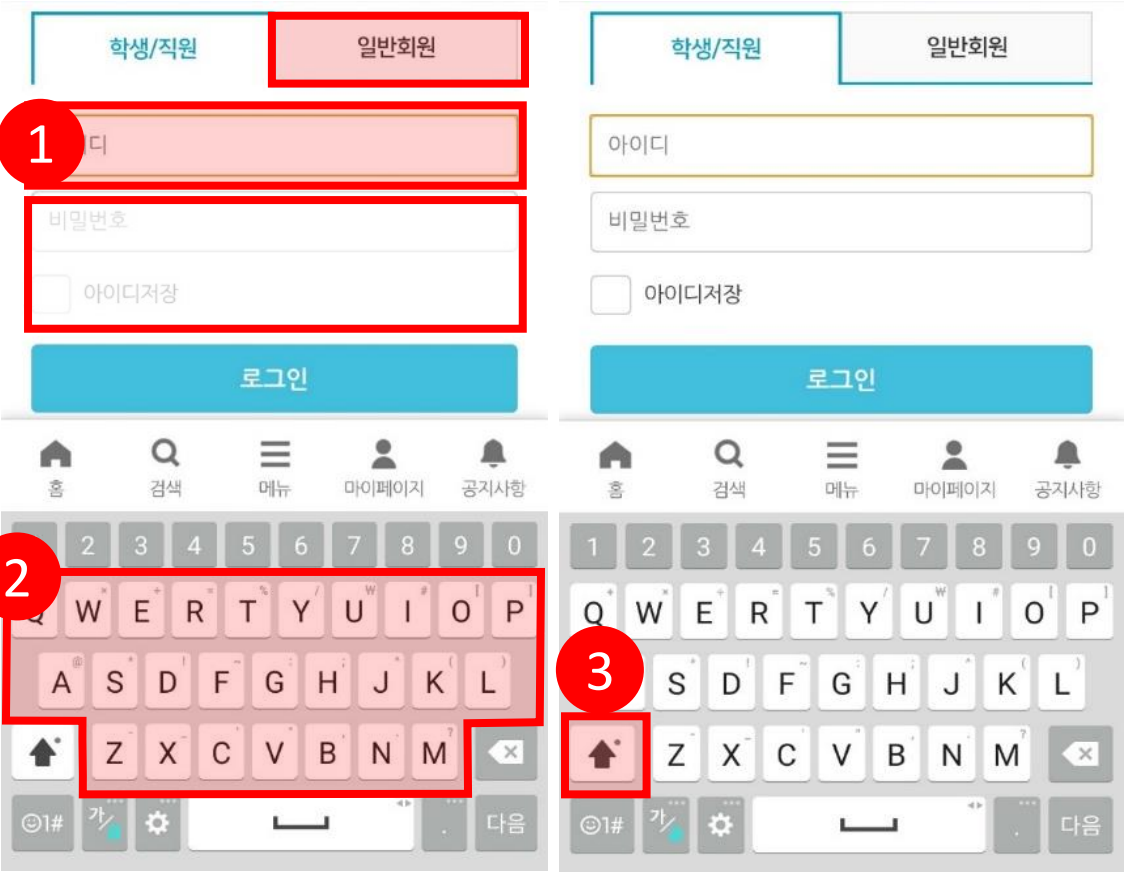 학생/직원 일반회원
1 디
비밀번호
아이디저장
로그인
홈 검색 메뉴 마이페이지 공지사항
2 3 4 5 6 7 8 9 0
2
Q W E R T Y U I O P
A S D F G H J K L
Z X C V B N M
1# 가/ . 다음
학생/직원 일반회원
아이디
비밀번호
아이디저장
로그인
홈 검색 메뉴 마이페이지 공지사항
1 2 3 4 5 6 7 8 9 0
Q W E R T Y U I O P
3 S D F G H J K L
Z X C V B N M
1# 가/ . 다음